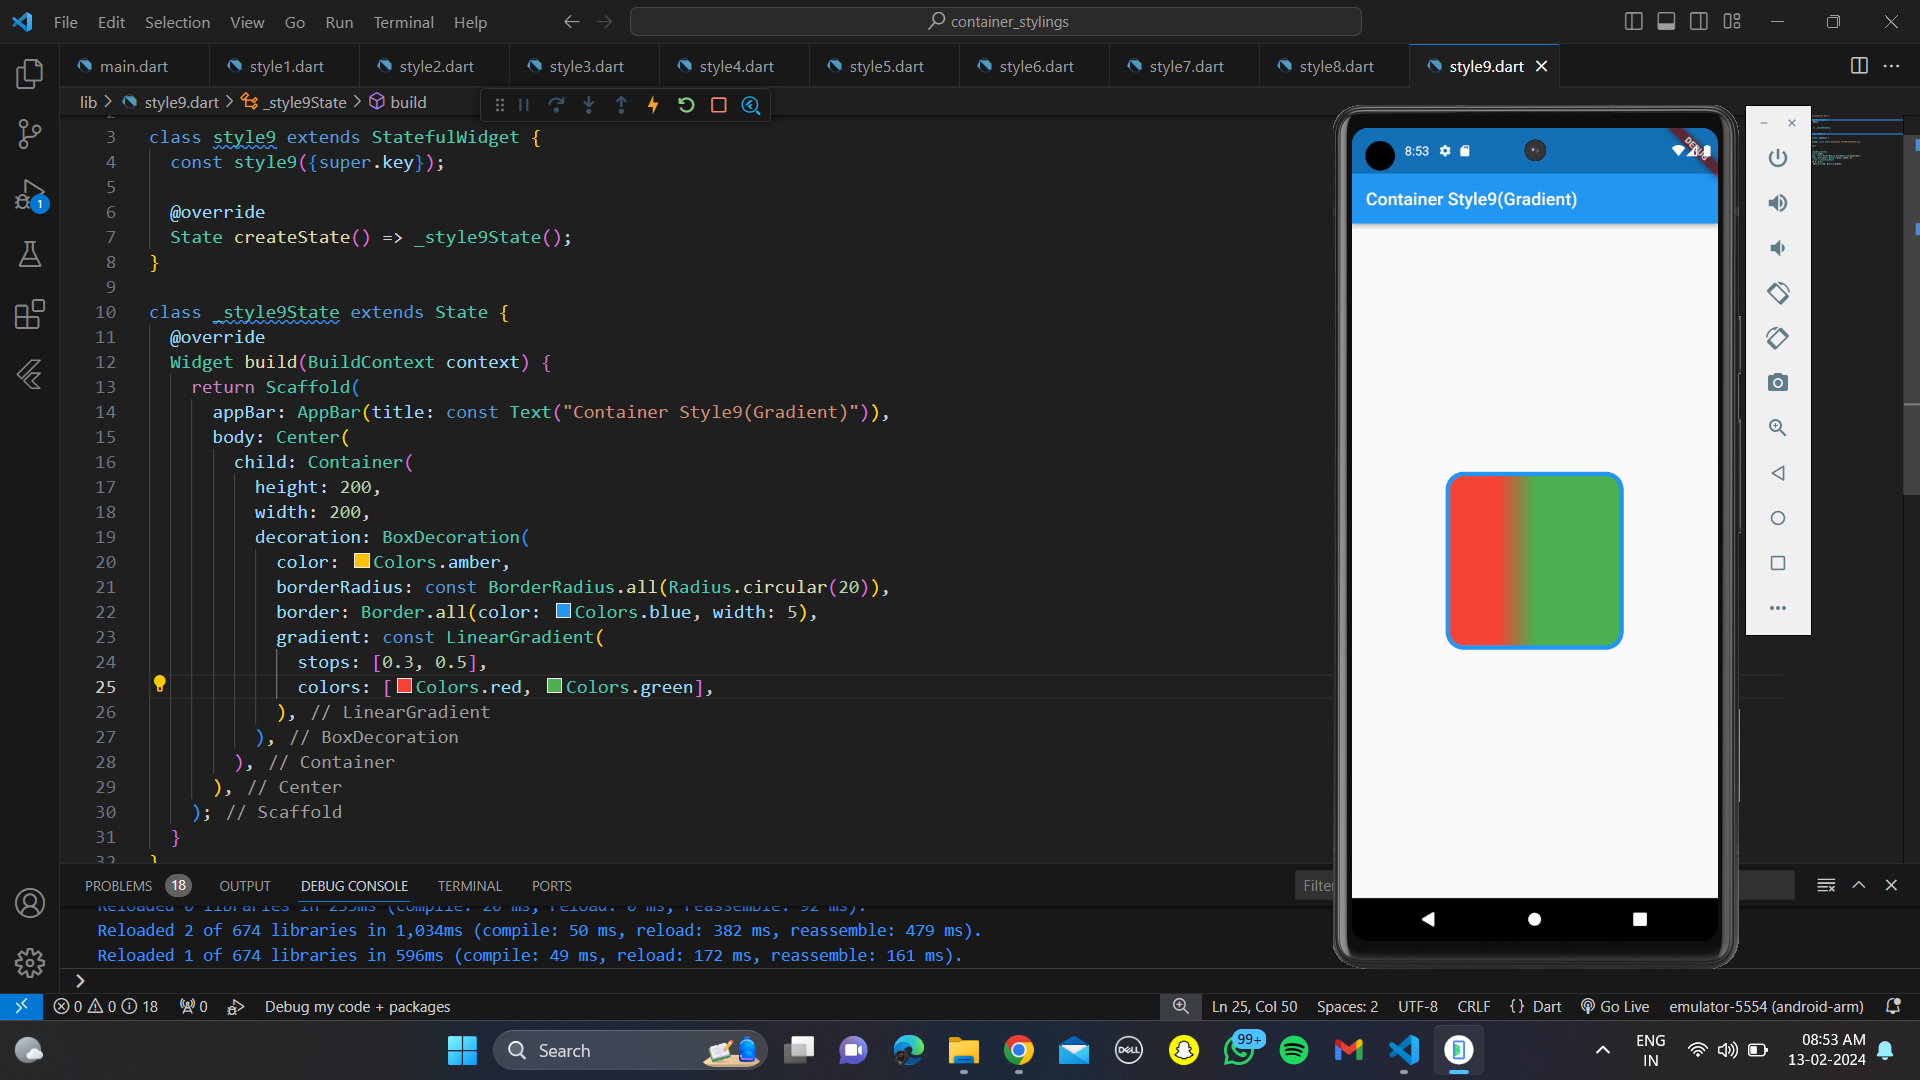 File Edit Selection View Go Run Terminal Help
container_stylings
main.dart style1.dart style2.dart style3.dart style4.dart style5.dart style6.dart style7.dart style8.dart style9.dart
lib > style9.dart > _style9State > build
2
3 class style9 extends StatefulWidget {
4 const style9({super.key});
5
6 @override
7 State createState() => _style9State();
8 }
9
10 class _style9State extends State {
11 @override
12 Widget build(BuildContext context) {
13 return Scaffold(
14 appBar: AppBar(title: const Text("Container Style9(Gradient)")),
15 body: Center(
16 child: Container(
17 height: 200,
18 width: 200,
19 decoration: BoxDecoration(
20 color: Colors.amber,
21 borderRadius: const BorderRadius.all(Radius.circular(20)),
22 border: Border.all(color: Colors.blue, width: 5),
23 gradient: const LinearGradient(
24 stops: [0.3, 0.5],
25 colors: [Colors.red, Colors.green],
26 ), // LinearGradient
27 ), // BoxDecoration
28 ), // Container
29 ), // Center
30 ); // Scaffold
31 }
32 }
8:53
DEBUG
Container Style9(Gradient)
PROBLEMS 18 OUTPUT DEBUG CONSOLE TERMINAL PORTS
Filter
Reloaded 2 of 674 libraries in 1,034ms (compile: 50 ms, reload: 382 ms, reassemble: 479 ms).
Reloaded 1 of 674 libraries in 596ms (compile: 49 ms, reload: 172 ms, reassemble: 161 ms).
>
0 0 18 0 Debug my code + packages Ln 25, Col 50 Spaces: 2 UTF-8 CRLF {} Dart Go Live emulator-5554 (android-arm)
1
Search
DELL
99+
ENG
IN
08:53 AM
13-02-2024